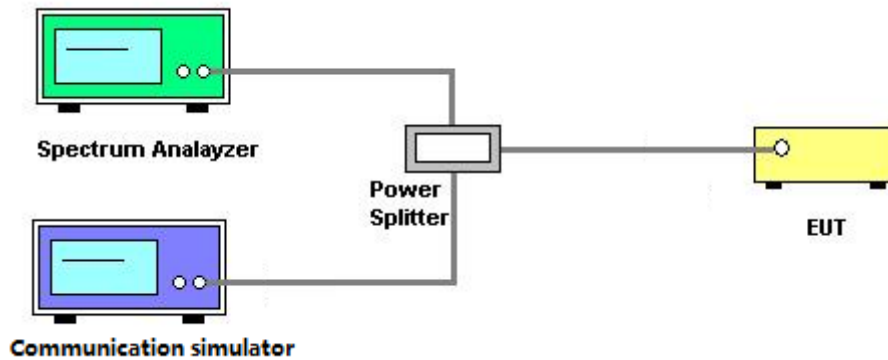 Spectrum Analayzer
Power
Splitter
EUT
Communication simulator